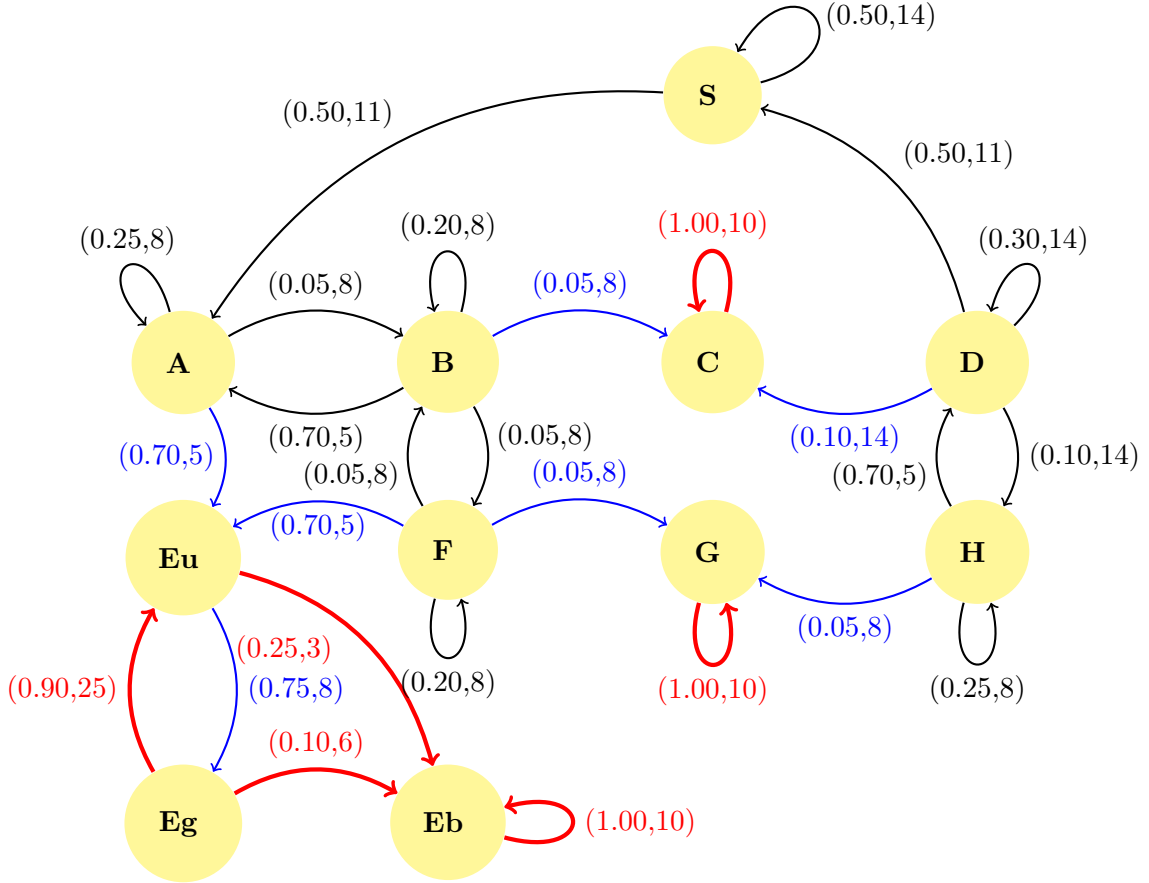 (0.50,14)
S
(0.50,11)
(0.50,11)
(0.25,8)
(0.20,8)
(1.00,10)
(0.30,14)
(0.05,8)
(0.05,8)
A
B
C
D
(0.70,5)
(0.70,5)
(0.05,8)
(0.05,8)
(0.05,8)
(0.10,14)
(0.70,5)
(0.10,14)
Eu
(0.70,5)
F
G
H
(0.05,8)
(0.25,3)
(0.90,25)
(0.75,8)
(0.20,8)
(1.00,10)
(0.25,8)
(0.10,6)
Eg
Eb
(1.00,10)